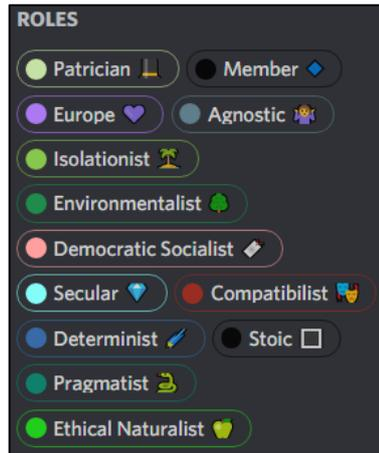 ROLES
Patrician Member
Europe Agnostic
Isolationist
Environmentalist
Democratic Socialist
Secular Compatibilist
Determinist Stoic
Pragmatist
Ethical Naturalist